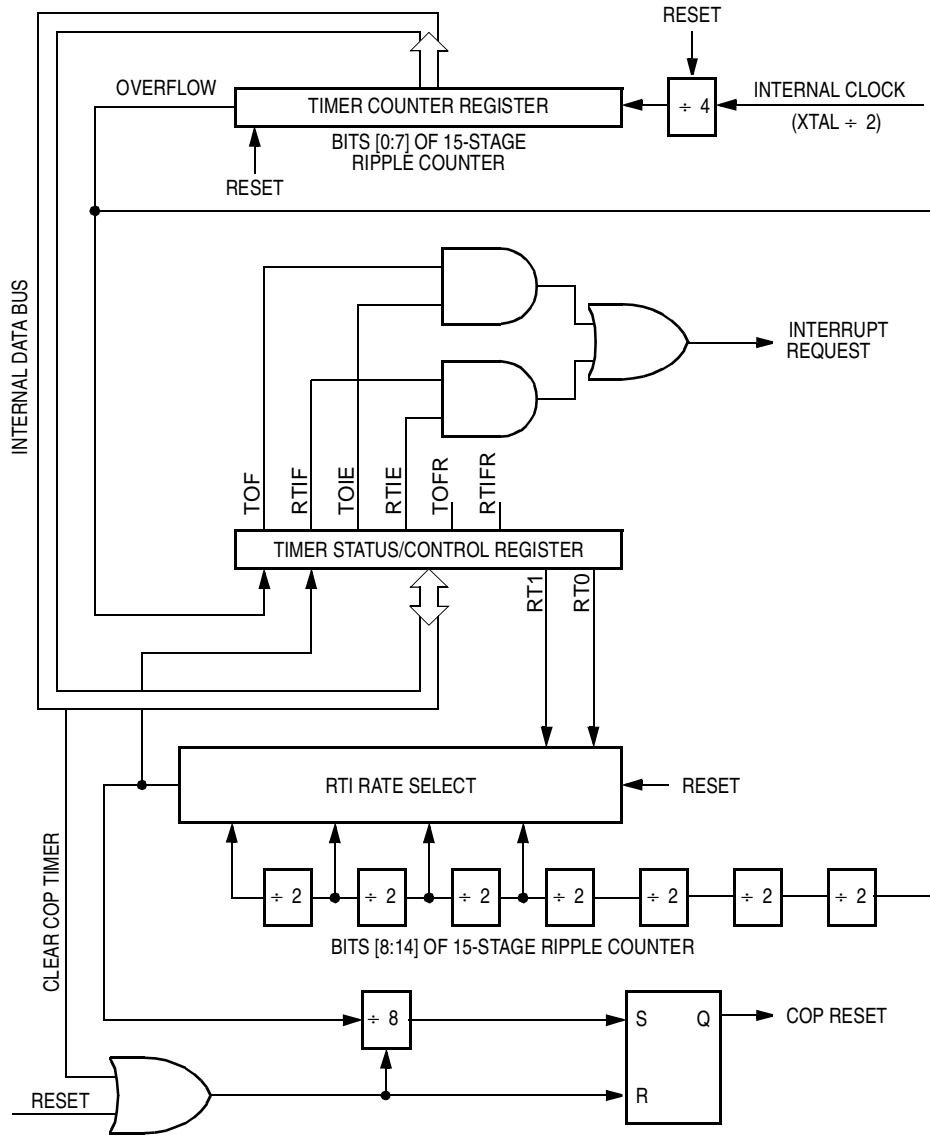 RESET
OVERFLOW
TIMER COUNTER REGISTER
÷ 4
INTERNAL CLOCK
(XTAL ÷ 2)
BITS [0:7] OF 15-STAGE
RIPPLE COUNTER
RESET
INTERNAL DATA BUS
INTERRUPT
REQUEST
TOF
RTIF
TOIE
RTIE
TOFR
RTIFR
TIMER STATUS/CONTROL REGISTER
RT1
RT0
RTI RATE SELECT
RESET
CLEAR COP TIMER
÷ 2
÷ 2
÷ 2
÷ 2
÷ 2
÷ 2
÷ 2
BITS [8:14] OF 15-STAGE RIPPLE COUNTER
÷ 8
S
Q
COP RESET
RESET
R